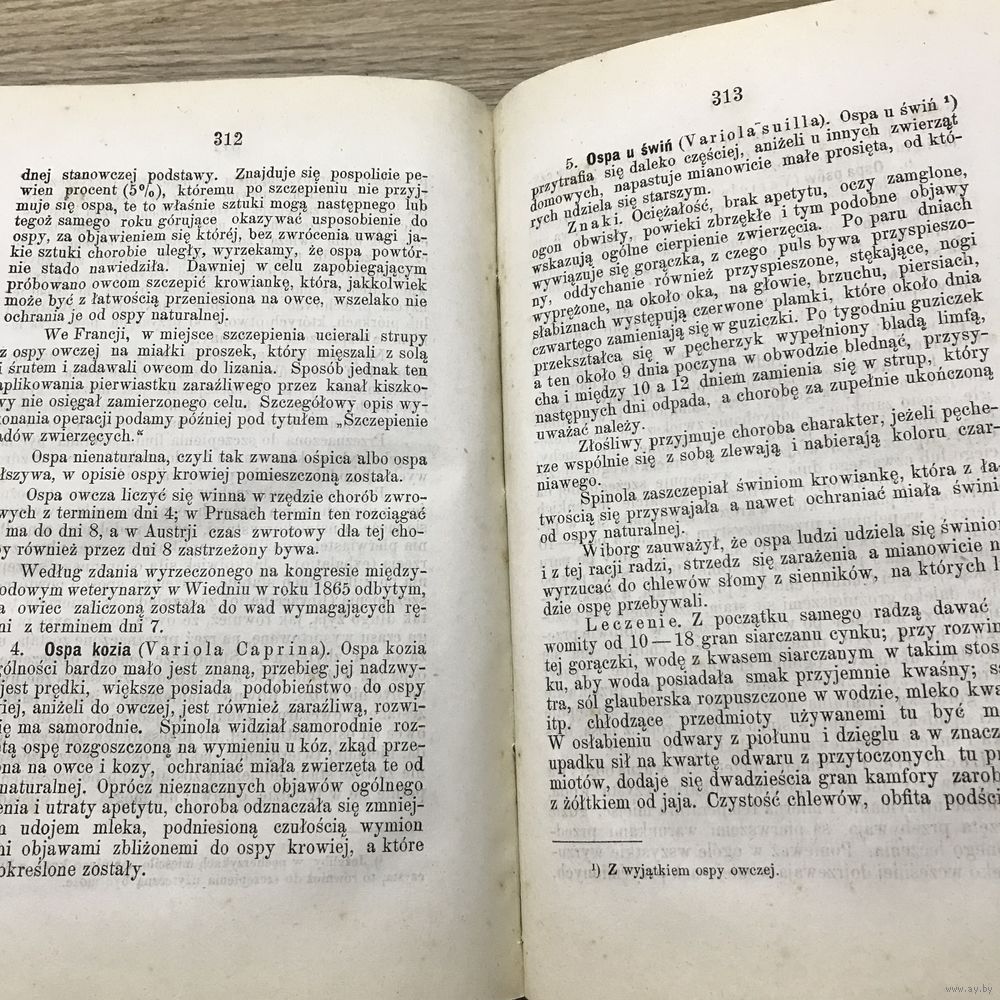 312
dnej stanowczej podstawy. Znajduje się pospolicie pe-
wien procent (5%), któremu po szczepieniu nie przyj-
muje się ospa, te to właśnie sztuki mogą następnego lub
tegoż samego roku górujące okazywać usposobienie do
ospy, za objawieniem się któréj, bez zwrócenia uwagi ja-
kie sztuki chorobie uległy, wyrzekamy, że ospa powtór-
nie stado nawiedziła. Dawniej w celu zapobiegającym
próbowano owcom szczepić krowiankę, która, jakkolwiek
może być z łatwością przeniesiona na owce, wszelako nie
ochrania je od ospy naturalnej.
We Francji, w miejsce szczepienia ucierali strupy
z ospy owczej na miałki proszek, który mięszali z solą
i śrutem i zadawali owcom do lizania. Sposób jednak ten
aplikowania pierwiastku zaraźliwego przez kanał kiszko-
wy nie osięgał zamierzonego celu. Szczegółowy opis wy-
konania operacji podamy później pod tytułem „Szczepienie
adów zwierzęcych.“
Ospa nienaturalna, czyli tak zwana ośpica albo ospa
łszywa, w opisie ospy krowiej pomieszczoną została.
Ospa owcza liczyć się winna w rzędzie chorób zwro-
wych z terminem dni 4; w Prusach termin ten rozciągać
ma do dni 8, a w Austrji czas zwrotowy dla tej cho-
by również przez dni 8 zastrzeżony bywa.
Według zdania wyrzeczonego na kongresie między-
odowym weterynarzy w Wiedniu w roku 1865 odbytym,
a owiec zaliczoną została do wad wymagających rę-
ni z terminem dni 7.
4. Ospa kozia (Variola Caprina). Ospa kozia
gólności bardzo mało jest znaną, przebieg jej nadzwy-
jest prędki, większe posiada podobieństwo do ospy
iej, aniżeli do owczej, jest również zaraźliwą, rozwi-
ię ma samorodnie. Spinola widział samorodnie roz-
ętą ospę rozgoszczoną na wymieniu u kóz, zkąd prze-
ona na owce i kozy, ochraniać miała zwierzęta te od
naturalnej. Oprócz nieznacznych objawów ogólnego
enia i utraty apetytu, choroba odznaczała się zmniej-
m udojem mleka, podniesioną czułością wymion
mi objawami zbliżonemi do ospy krowiej, a które
określone zostały.
313
5. Ospa u świń (Variola suilla). Ospa u świń ¹)
przytrafia się daleko częściej, aniżeli u innych zwierząt
domowych, napastuje mianowicie małe prosięta, od któ-
rych udziela się starszym.
Znaki. Ociężałość, brak apetytu, oczy zamglone,
ogon obwisły, powieki zbrzękłe i tym podobne objawy
wskazują ogólne cierpienie zwierzęcia. Po paru dniach
wywiązuje się gorączka, z czego puls bywa przyspieszo-
ny, oddychanie również przyspieszone, stękające, nogi
wyprężone, na około oka, na głowie, brzuchu, piersiach,
słabiznach występują czerwone plamki, które około dnia
czwartego zamieniają się w guziczki. Po tygodniu guziczek
przekształca się w pęcherzyk wypełniony bladą limfą,
a ten około 9 dnia poczyna w obwodzie blednąć, przysy-
cha i między 10 a 12 dniem zamienia się w strup, który
następnych dni odpada, a chorobę za zupełnie ukończoną
uważać należy.
Złośliwy przyjmuje choroba charakter, jeżeli pęche-
rze wspólnie się z sobą zlewają i nabierają koloru czar-
niawego.
Spinola zaszczepiał świniom krowiankę, która z ła-
twością się przyswajała a nawet ochraniać miała świni
od ospy naturalnej.
Wiborg zauważył, że ospa ludzi udziela się świniom
i z tej racji radzi, strzedz się zarażenia a mianowicie n
wyrzucać do chlewów słomy z sienników, na których l
dzie ospę przebywali.
Leczenie. Z początku samego radzą dawać
womity od 10—18 gran siarczanu cynku; przy rozwin
tej gorączki, wodę z kwasem siarczanym w takim stos
ku, aby woda posiadała smak przyjemnie kwaśny; s
tra, sól glauberska rozpuszczone w wodzie, mleko kwa
itp. chłodzące przedmioty używanemi tu być m
W osłabieniu odwary z piołunu i dzięglu a w znacz
upadku sił na kwartę odwaru z przytoczonych tu pr
miotów, dodaje się dwadzieścia gran kamfory zarob
z żółtkiem od jaja. Czystość chlewów, obfita podści
¹) Z wyjątkiem ospy owczej.
www.ay.by